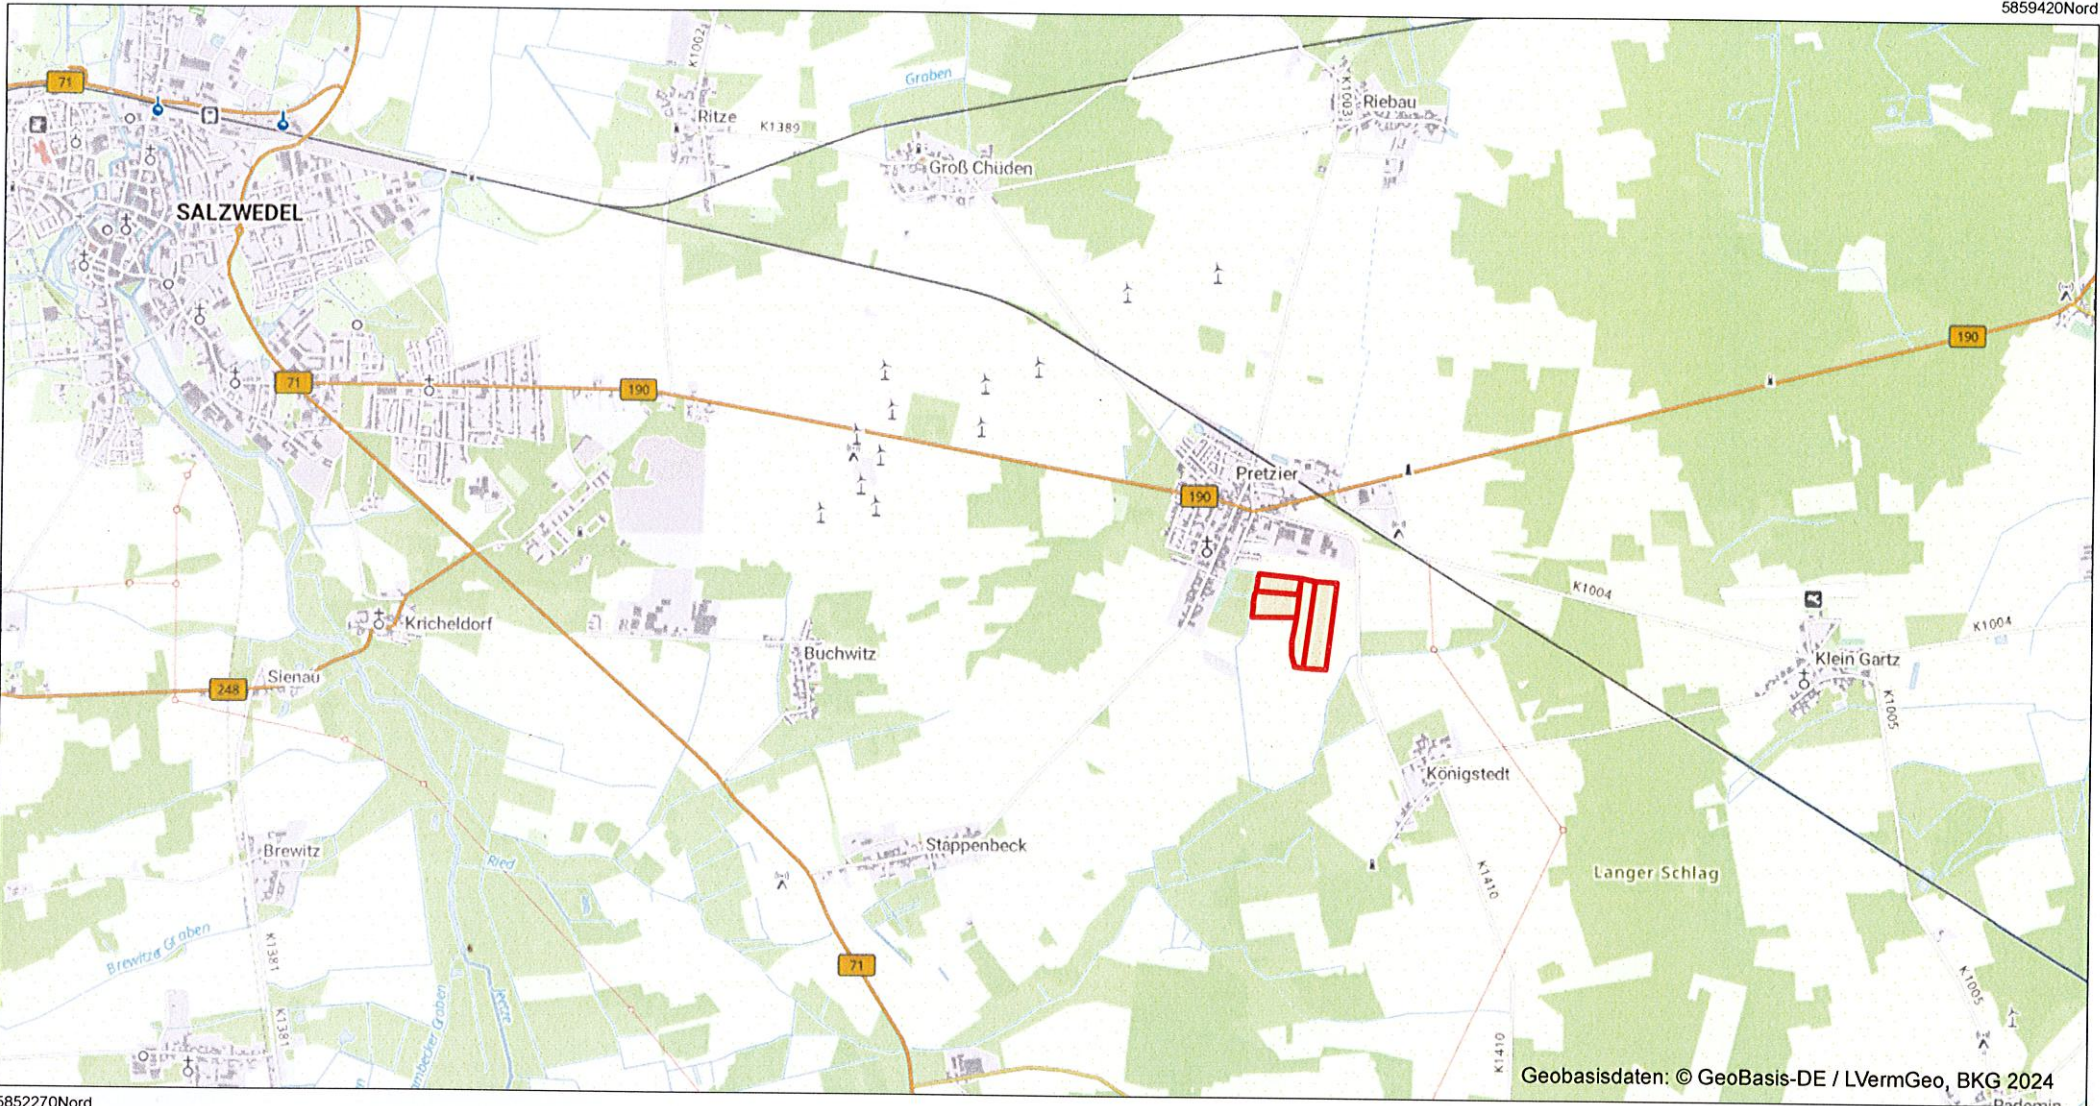 5859420Nord
71
K1002
Graben
Ritze
K1389
K1003
Riebau
Groß Chüden
SALZWEDEL
190
71
190
Pretzier
190
K1004
Kricheldorf
K1004
Buchwitz
Klein Gartz
Sienau
248
K1005
Königstedt
Brewitz
Stappenbeck
Ried
Langer Schlag
K1410
Brewitzer Graben
K1381
71
Jeetze
K1005
K1381
K1410
Geobasisdaten: © GeoBasis-DE / LVermGeo, BKG 2024
5852270Nord